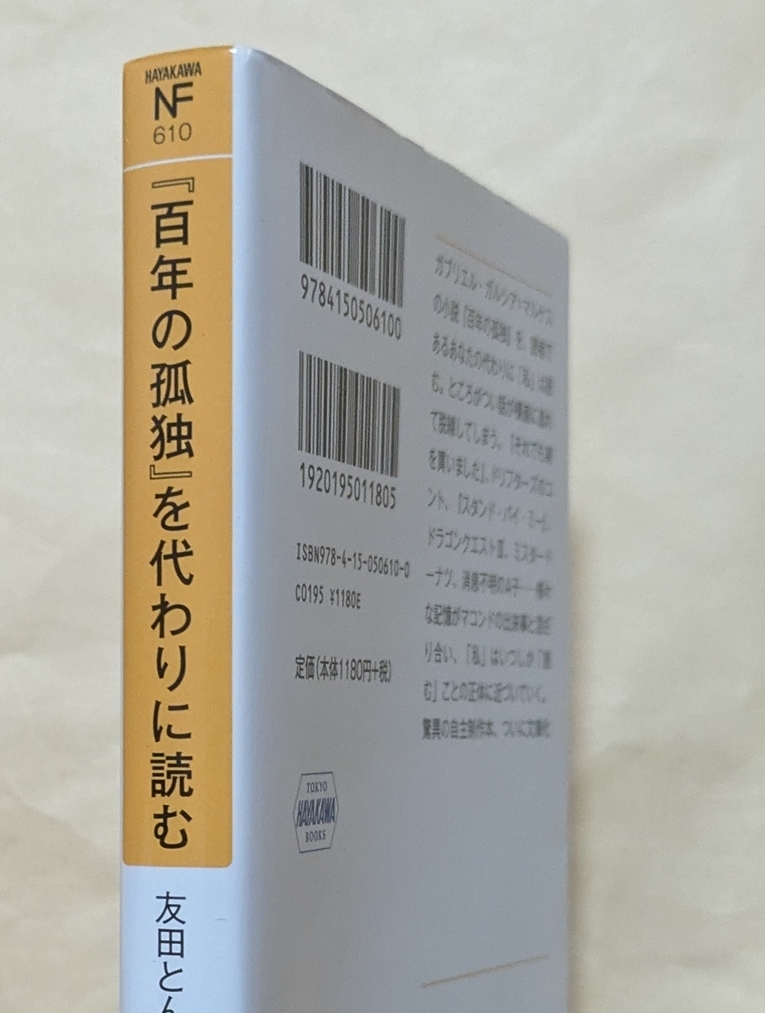 HAYAKAWA
NF
610
『百年の孤独』を代わりに読む
友田と
9784150506100
1920195011805
ISBN978-4-15-050610-0
C0195 ¥1180E
定価(本体1180円+税)
TOKYO
HAYAKAWA
BOOKS
ガブリエル・ガルシア=マルケス
の小説『百年の孤独』を、読者で
あるあなたの代わりに「私」は読
む。ところがつい話が横道に逸れ
て脱線してしまう。「それでも家
を買いました」、ドリフターズのコ
ント、『スタンド・バイ・ミー』、
ドラゴンクエストⅢ、ミスタード
ーナツ、消息不明のA子──様々
な記憶がマコンドの出来事と混ざ
り合い、「私」はいつしか「読
む」ことの正体に近づいていく。
驚異の自主制作本、ついに文庫化